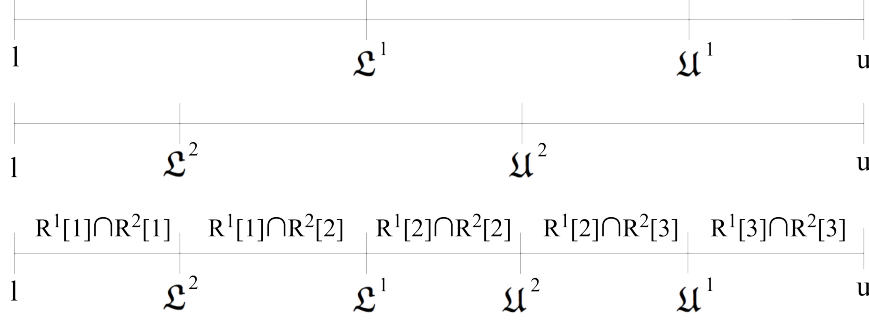 l 𝔏¹ 𝔘¹ u
l 𝔏² 𝔘² u
R¹[1]∩R²[1] R¹[1]∩R²[2] R¹[2]∩R²[2] R¹[2]∩R²[3] R¹[3]∩R²[3]
l 𝔏² 𝔏¹ 𝔘² 𝔘¹ u